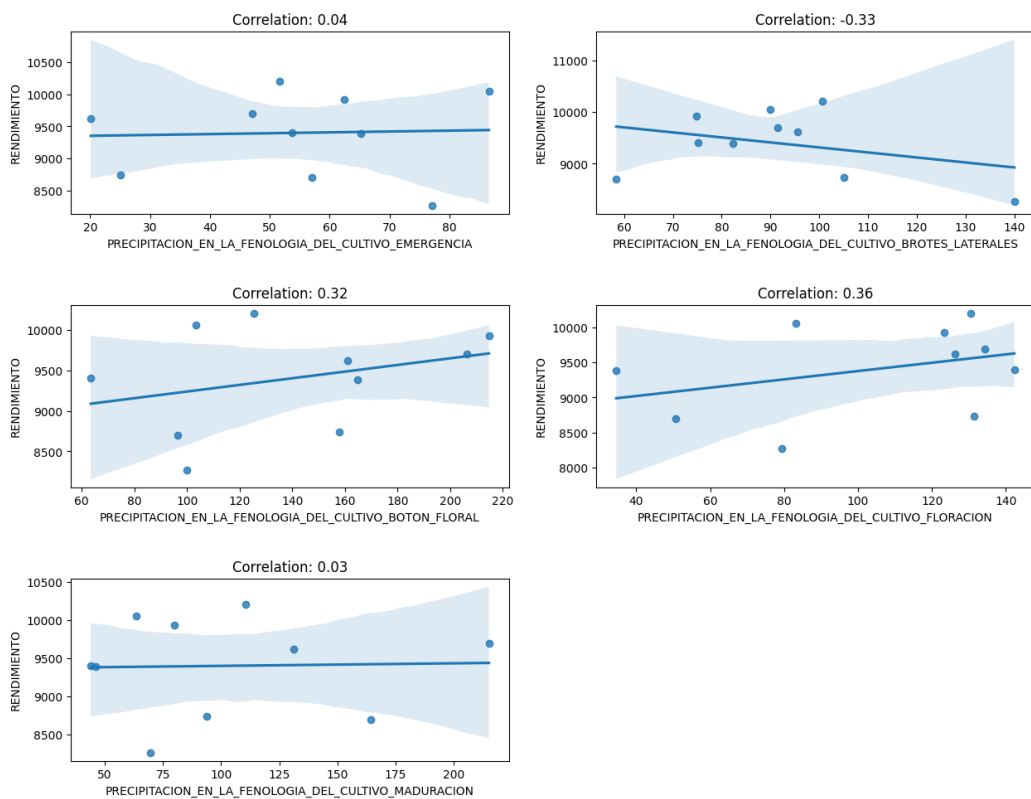 Correlation: 0.04
10500
10000
9500
9000
8500
RENDIMIENTO
20 30 40 50 60 70 80
PRECIPITACION_EN_LA_FENOLOGIA_DEL_CULTIVO_EMERGENCIA
Correlation: -0.33
11000
10000
9000
RENDIMIENTO
60 70 80 90 100 110 120 130 140
PRECIPITACION_EN_LA_FENOLOGIA_DEL_CULTIVO_BROTES_LATERALES
Correlation: 0.32
10000
9500
9000
8500
RENDIMIENTO
60 80 100 120 140 160 180 200 220
PRECIPITACION_EN_LA_FENOLOGIA_DEL_CULTIVO_BOTON_FLORAL
Correlation: 0.36
10000
9500
9000
8500
8000
RENDIMIENTO
40 60 80 100 120 140
PRECIPITACION_EN_LA_FENOLOGIA_DEL_CULTIVO_FLORACION
Correlation: 0.03
10500
10000
9500
9000
8500
RENDIMIENTO
50 75 100 125 150 175 200
PRECIPITACION_EN_LA_FENOLOGIA_DEL_CULTIVO_MADURACION